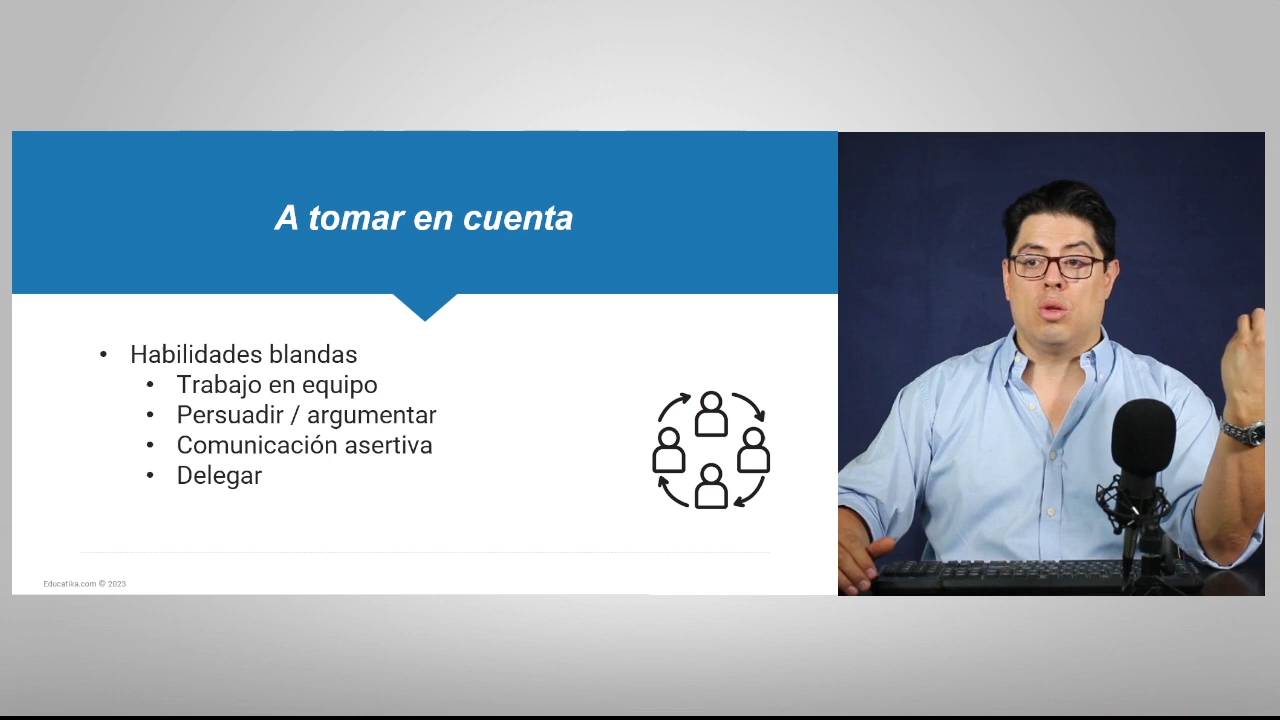 A tomar en cuenta
• Habilidades blandas
• Trabajo en equipo
• Persuadir / argumentar
• Comunicación asertiva
• Delegar
Educatika.com © 2023